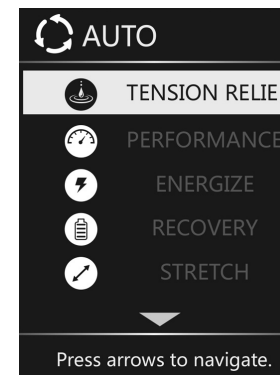 AUTO
TENSION RELIE
PERFORMANCE
ENERGIZE
RECOVERY
STRETCH
Press arrows to navigate.